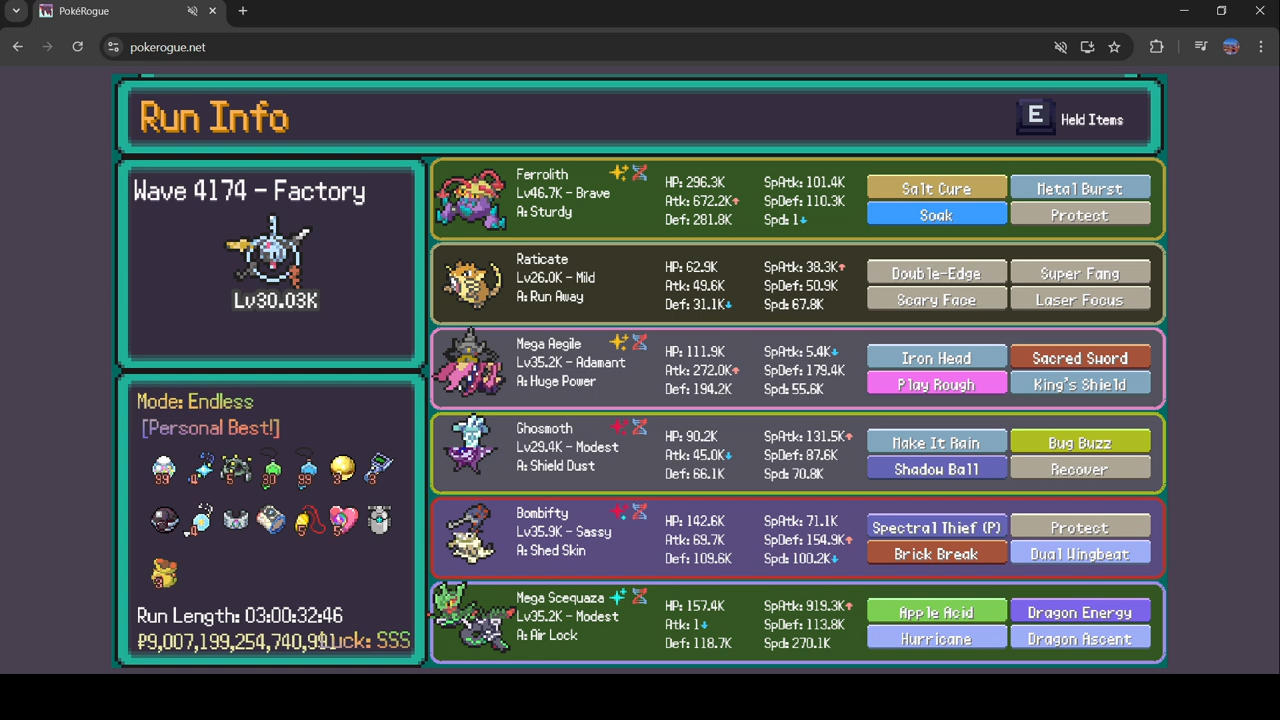 PokéRogue
pokerogue.net
Run Info
E Held Items
Wave 4174 - Factory
Lv30.03K
Mode: Endless
[Personal Best!]
99 4 5 30 99 3 3
4 5 5
3
Run Length: 03:00:32:46
₽9,007,199,254,740,991 Luck: SSS
Ferrolith
Lv46.7K - Brave
A: Sturdy
HP: 296.3K SpAtk: 101.4K
Atk: 672.2K SpDef: 110.3K
Def: 281.8K Spd: 1
Salt Cure Metal Burst
Soak Protect
Raticate
Lv26.0K - Mild
A: Run Away
HP: 62.9K SpAtk: 38.3K
Atk: 49.6K SpDef: 50.9K
Def: 31.1K Spd: 67.8K
Double-Edge Super Fang
Scary Face Laser Focus
Mega Aegile
Lv35.2K - Adamant
A: Huge Power
HP: 111.9K SpAtk: 5.4K
Atk: 272.0K SpDef: 179.4K
Def: 194.2K Spd: 55.6K
Iron Head Sacred Sword
Play Rough King's Shield
Ghosmoth
Lv29.4K - Modest
A: Shield Dust
HP: 90.2K SpAtk: 131.5K
Atk: 45.0K SpDef: 87.6K
Def: 66.1K Spd: 70.8K
Make It Rain Bug Buzz
Shadow Ball Recover
Bombifty
Lv35.9K - Sassy
A: Shed Skin
HP: 142.6K SpAtk: 71.1K
Atk: 69.7K SpDef: 154.9K
Def: 109.6K Spd: 100.2K
Spectral Thief (P) Protect
Brick Break Dual Wingbeat
Mega Scequaza
Lv35.2K - Modest
A: Air Lock
HP: 157.4K SpAtk: 919.3K
Atk: 1 SpDef: 113.8K
Def: 118.7K Spd: 270.1K
Apple Acid Dragon Energy
Hurricane Dragon Ascent